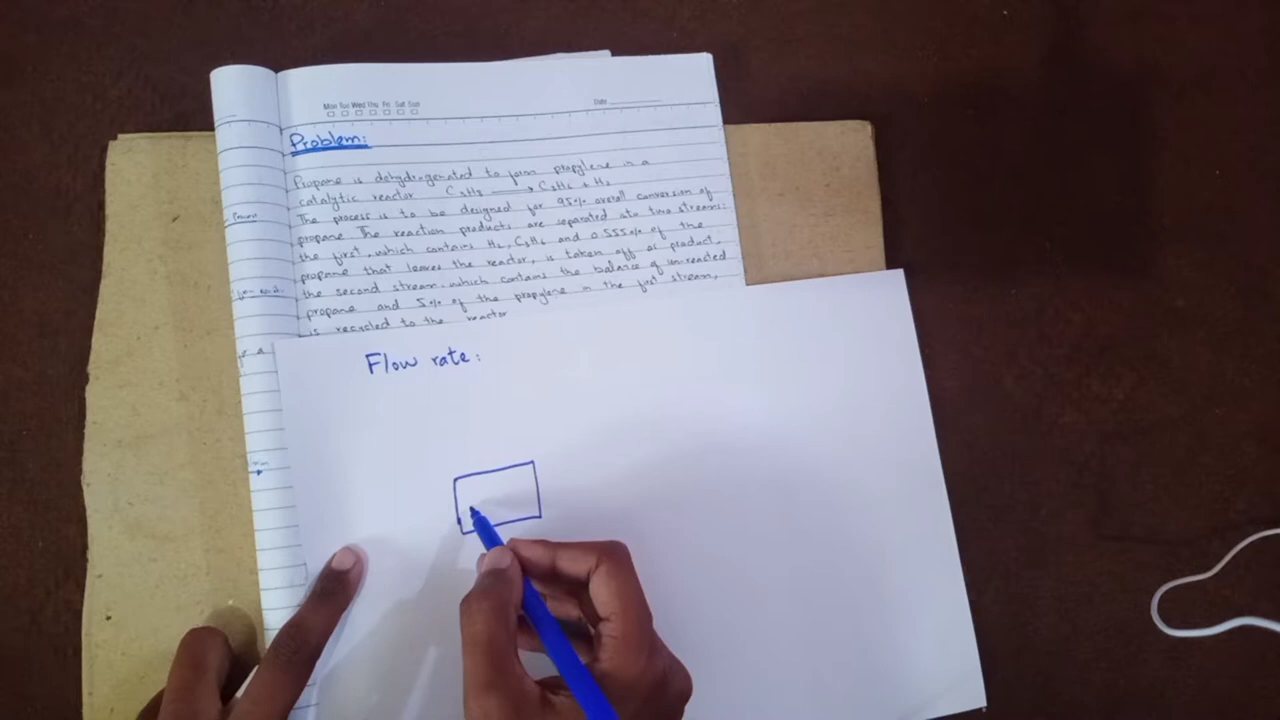 Mon Tue Wed Thu Fri Sat Sun
Date
Problem:
Propane is dehydrogenated to form propylene in a
catalytic reactor C3H8 → C3H6 + H2
The process is to be designed for 95% overall conversion of
propane. The reaction products are separated into two streams:
the first, which contains H2, C3H6 and 0.555% of the
propane that leaves the reactor, is taken off as product,
the second stream, which contains the balance of unreacted
propane and 5% of the propylene in the first stream,
is recycled to the reactor
Flow rate: